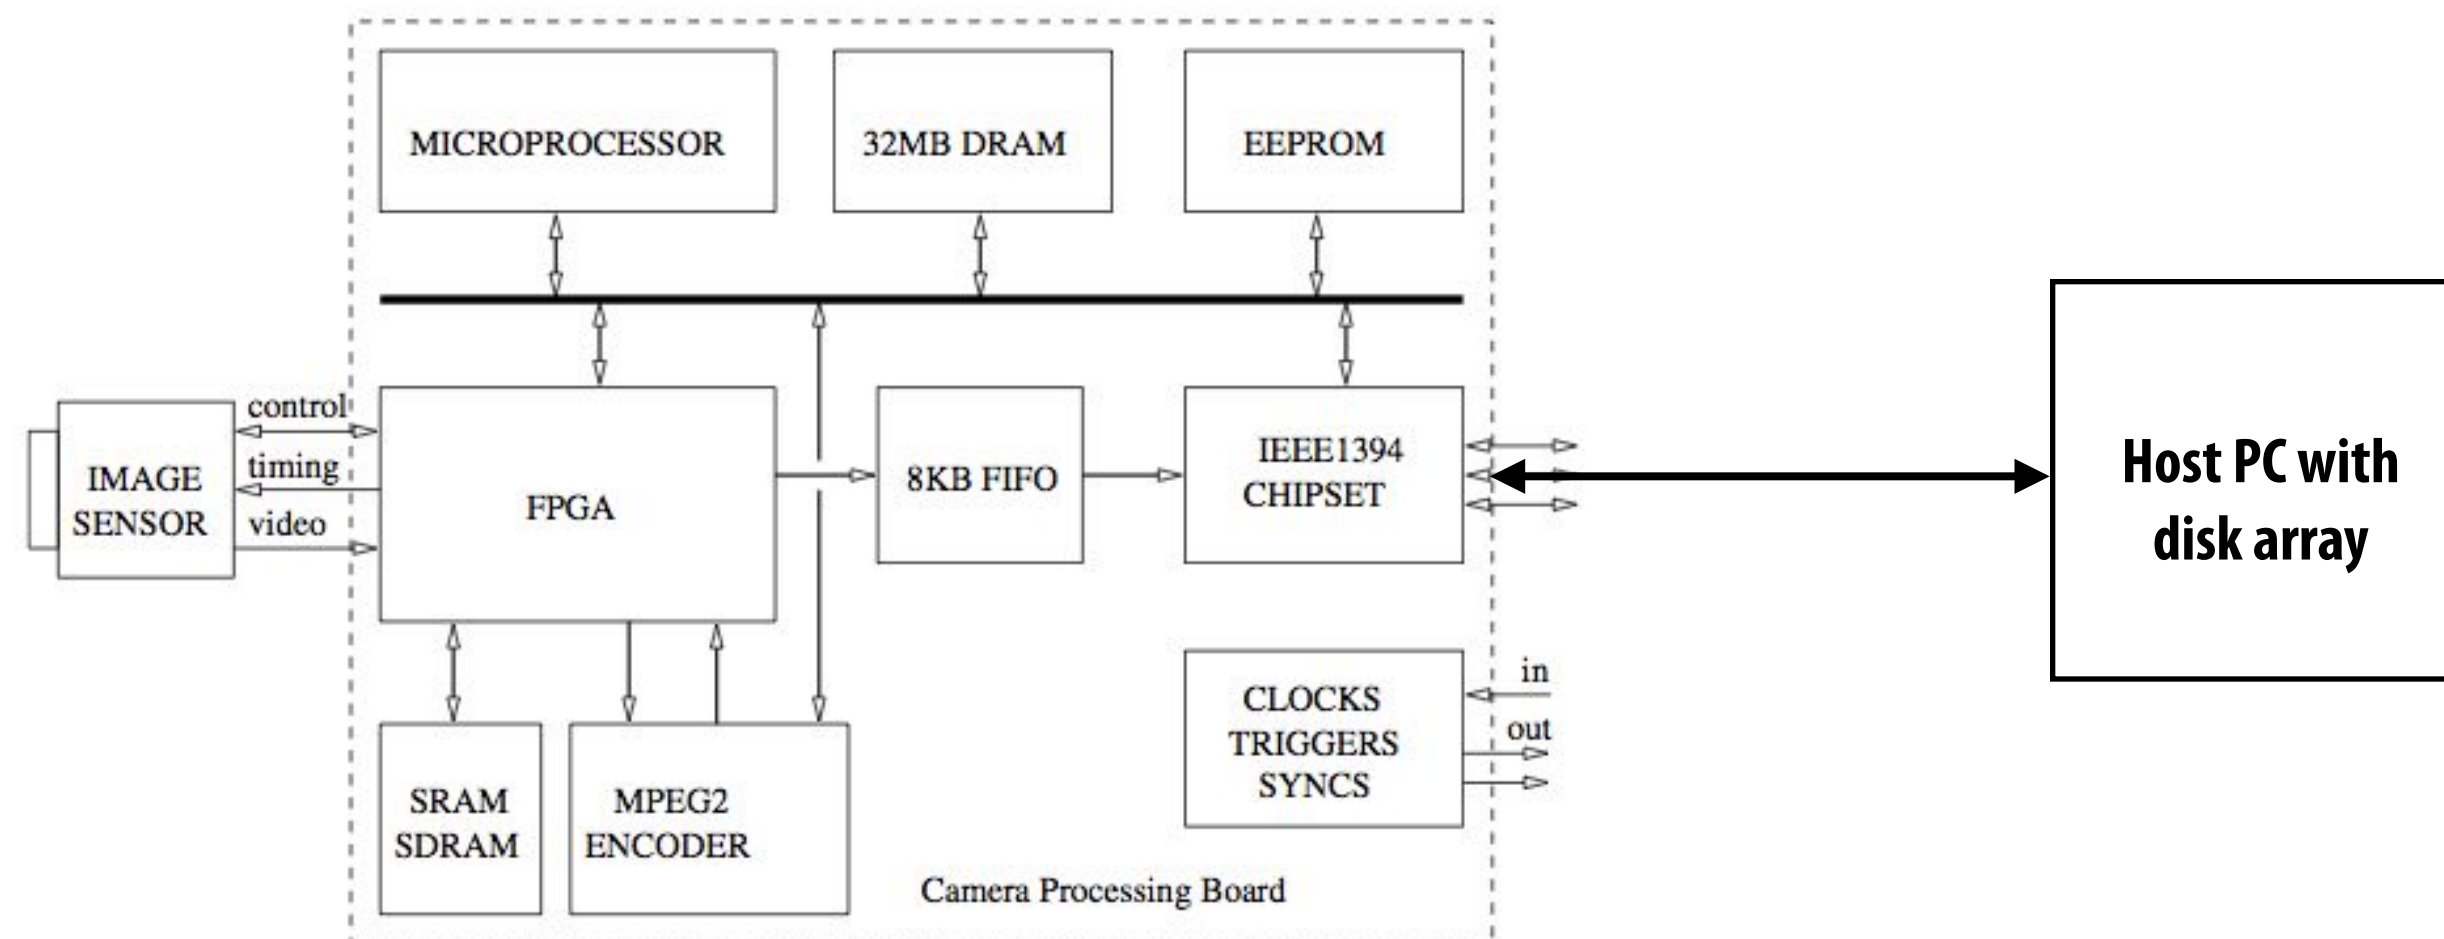 MICROPROCESSOR
32MB DRAM
EEPROM
control
timing
video
IMAGE
SENSOR
FPGA
8KB FIFO
IEEE1394
CHIPSET
Host PC with
disk array
SRAM
SDRAM
MPEG2
ENCODER
CLOCKS
TRIGGERS
SYNCS
in
out
Camera Processing Board